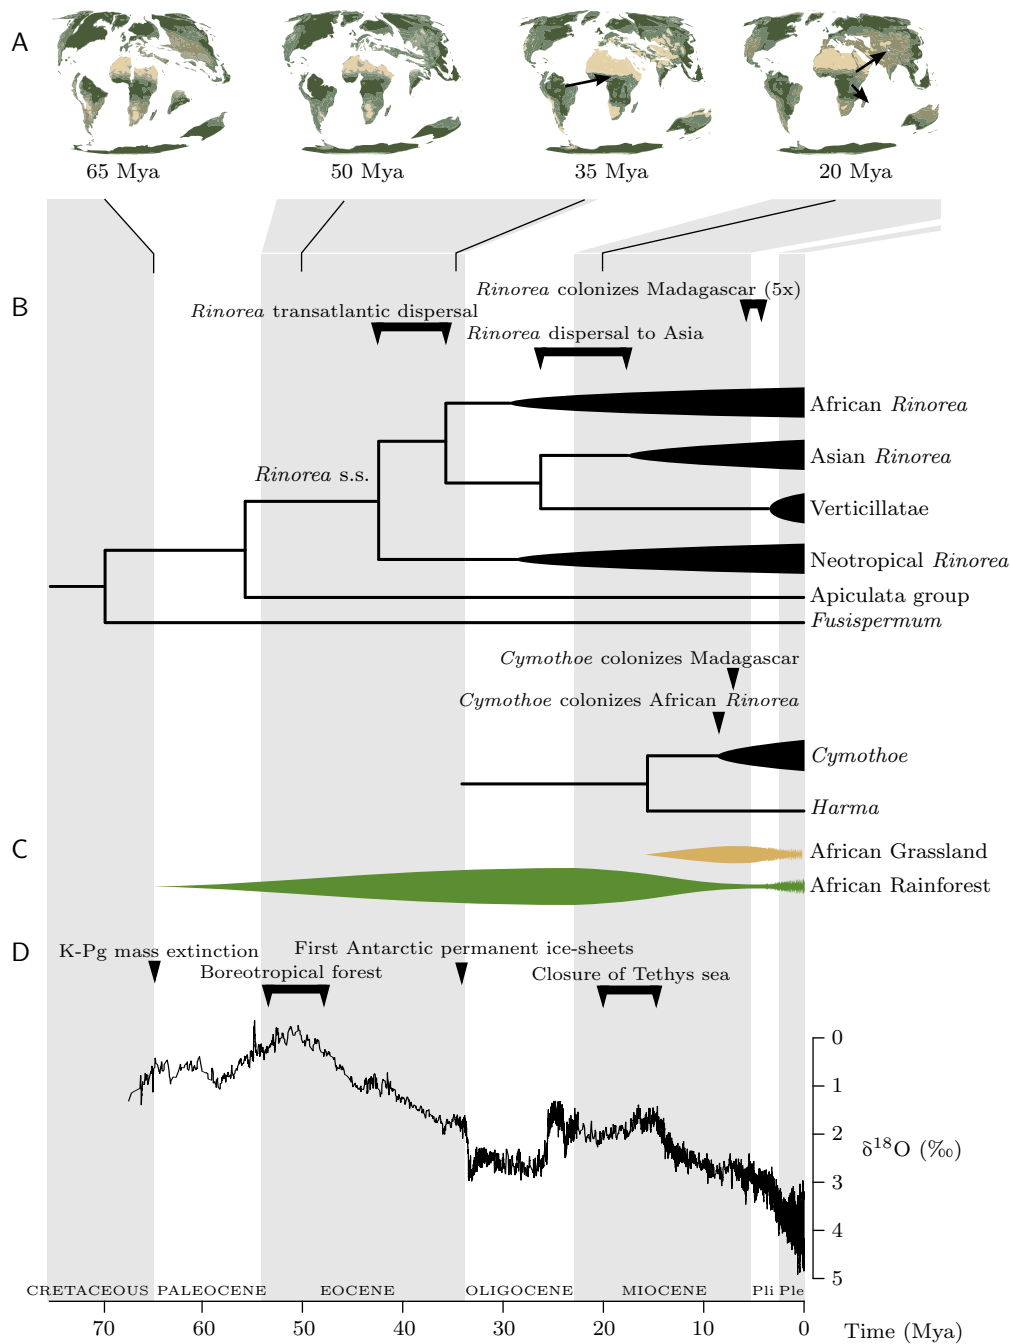 A
65 Mya
50 Mya
35 Mya
20 Mya
B
Rinorea colonizes Madagascar (5x)
Rinorea transatlantic dispersal
Rinorea dispersal to Asia
African Rinorea
Asian Rinorea
Rinorea s.s.
Verticillatae
Neotropical Rinorea
Apiculata group
Fusispermum
Cymothoe colonizes Madagascar
Cymothoe colonizes African Rinorea
Cymothoe
Harma
C
African Grassland
African Rainforest
D
K-Pg mass extinction
First Antarctic permanent ice-sheets
Boreotropical forest
Closure of Tethys sea
0
1
2
δ¹⁸O (‰)
3
4
5
CRETACEOUS PALEOCENE EOCENE OLIGOCENE MIOCENE Pli Ple
70 60 50 40 30 20 10 0
Time (Mya)